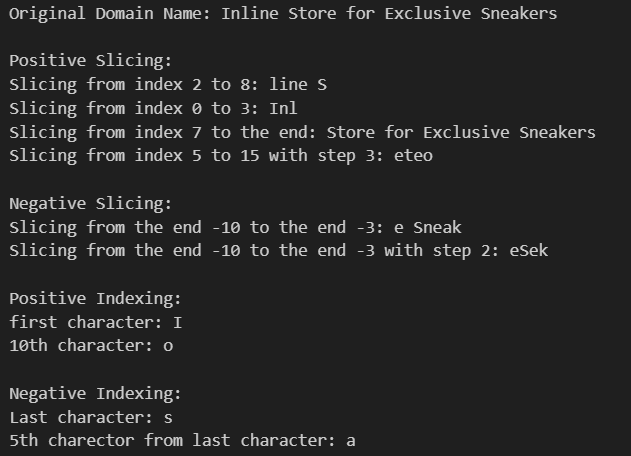 Original Domain Name: Inline Store for Exclusive Sneakers
Positive Slicing:
Slicing from index 2 to 8: line S
Slicing from index 0 to 3: Inl
Slicing from index 7 to the end: Store for Exclusive Sneakers
Slicing from index 5 to 15 with step 3: eteo
Negative Slicing:
Slicing from the end -10 to the end -3: e Sneak
Slicing from the end -10 to the end -3 with step 2: eSek
Positive Indexing:
first character: I
10th character: o
Negative Indexing:
Last character: s
5th charector from last character: a